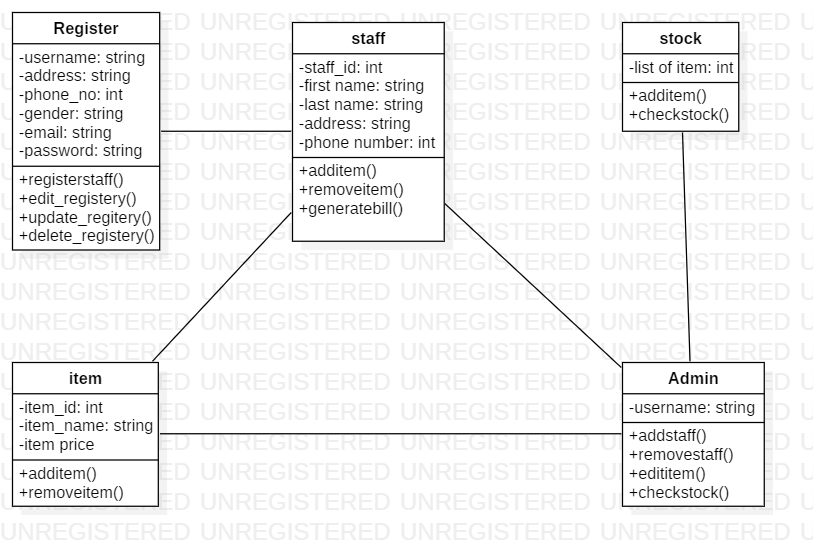 Register
-username: string
-address: string
-phone_no: int
-gender: string
-email: string
-password: string
+registerstaff()
+edit_registery()
+update_regitery()
+delete_registery()
staff
-staff_id: int
-first name: string
-last name: string
-address: string
-phone number: int
+additem()
+removeitem()
+generatebill()
stock
-list of item: int
+additem()
+checkstock()
item
-item_id: int
-item_name: string
-item price
+additem()
+removeitem()
Admin
-username: string
+addstaff()
+removestaff()
+edititem()
+checkstock()
UNREGISTERED UNREGISTERED UNREGISTERED UNREGISTERED